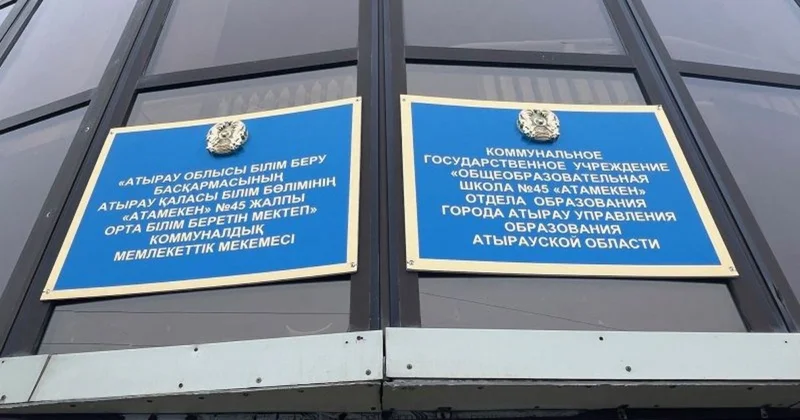 «АТЫРАУ ОБЛЫСЫ БІЛІМ БЕРУ
БАСҚАРМАСЫНЫҢ
АТЫРАУ ҚАЛАСЫ БІЛІМ БӨЛІМІНІҢ
«АТАМЕКЕН» №45 ЖАЛПЫ
ОРТА БІЛІМ БЕРЕТІН МЕКТЕП»
КОММУНАЛДЫҚ
МЕМЛЕКЕТТІК МЕКЕМЕСІ
КОММУНАЛЬНОЕ
ГОСУДАРСТВЕННОЕ УЧРЕЖДЕНИЕ
«ОБЩЕОБРАЗОВАТЕЛЬНАЯ
ШКОЛА №45 «АТАМЕКЕН»
ОТДЕЛА ОБРАЗОВАНИЯ
ГОРОДА АТЫРАУ УПРАВЛЕНИЯ
ОБРАЗОВАНИЯ
АТЫРАУСКОЙ ОБЛАСТИ